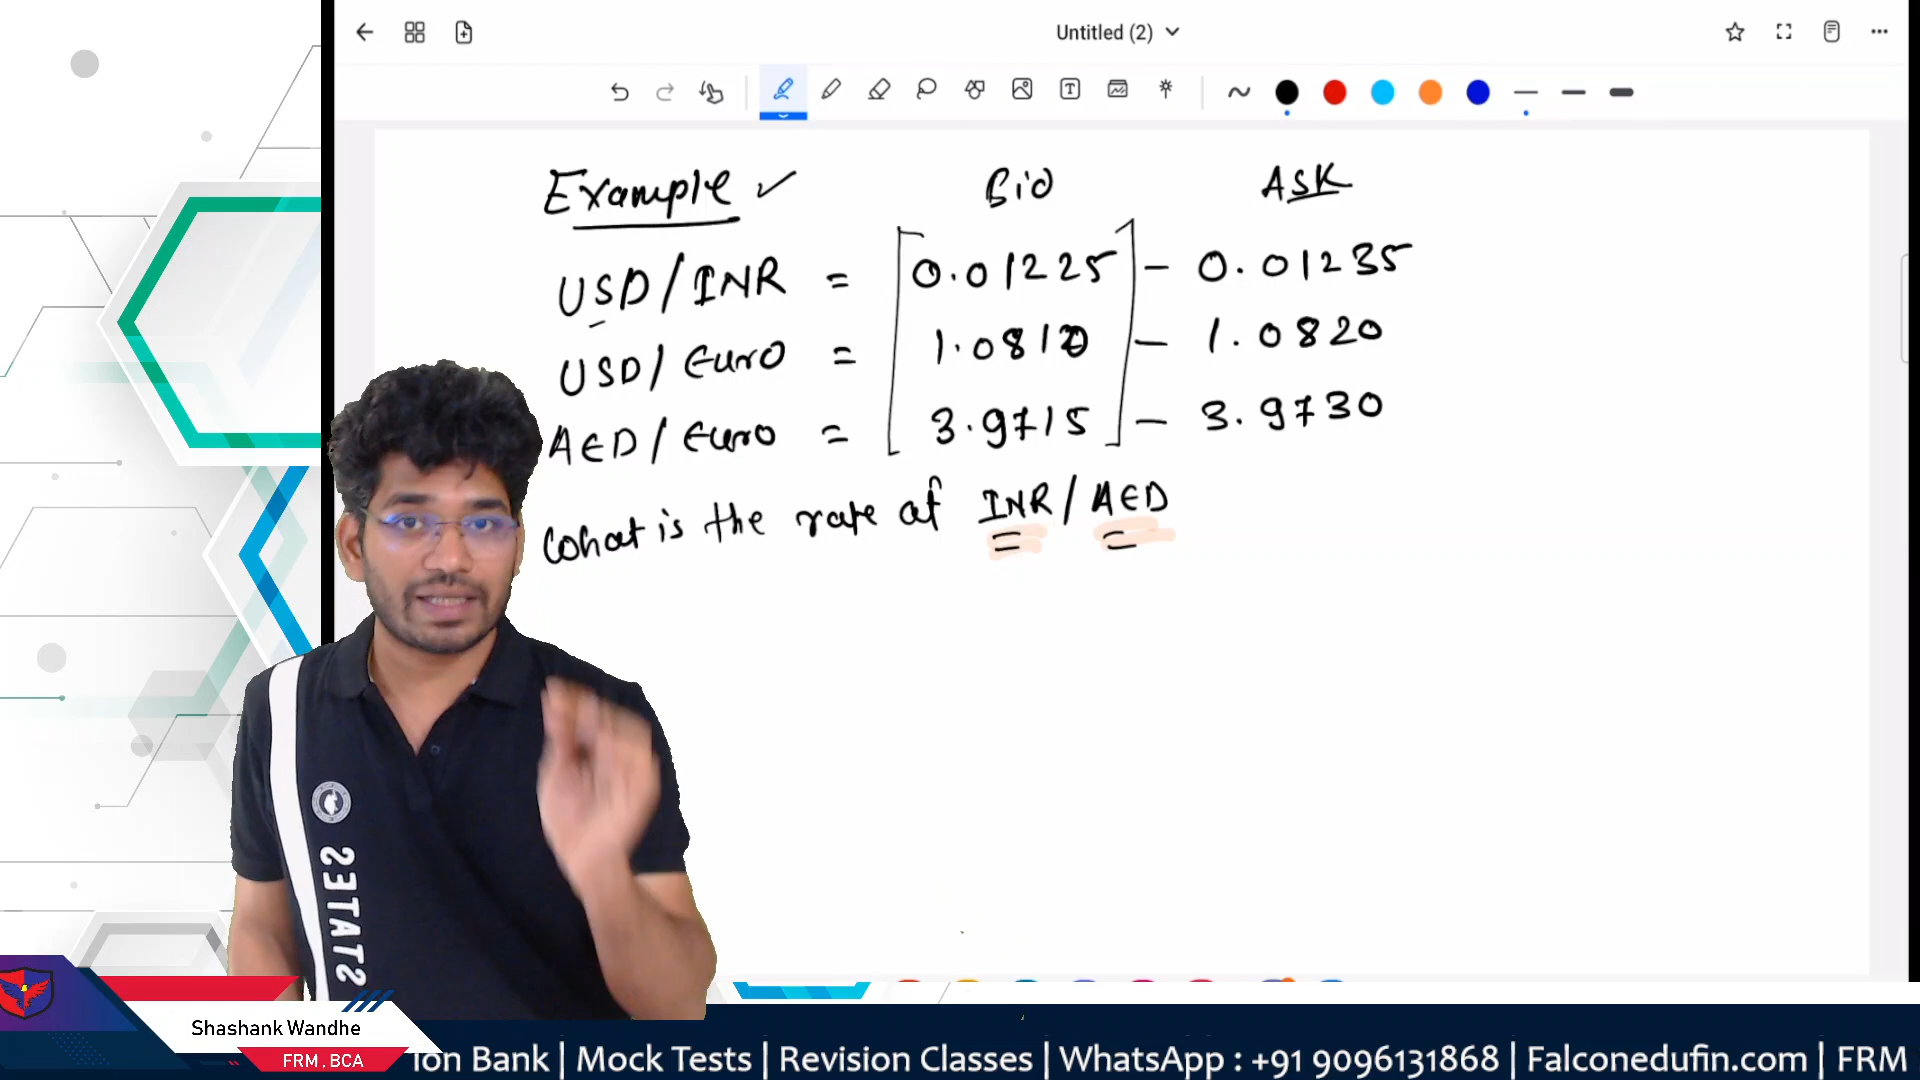 Untitled (2)
Example ✓ Bid ASK
USD/INR = 0.01225 - 0.01235
USD/Euro = 1.0810 - 1.0820
AED/Euro = 3.9715 - 3.9730
What is the rate of INR/AED
STATES
Shashank Wandhe
FRM, BCA
ion Bank | Mock Tests | Revision Classes | WhatsApp : +91 9096131868 | Falconedufin.com | FRM